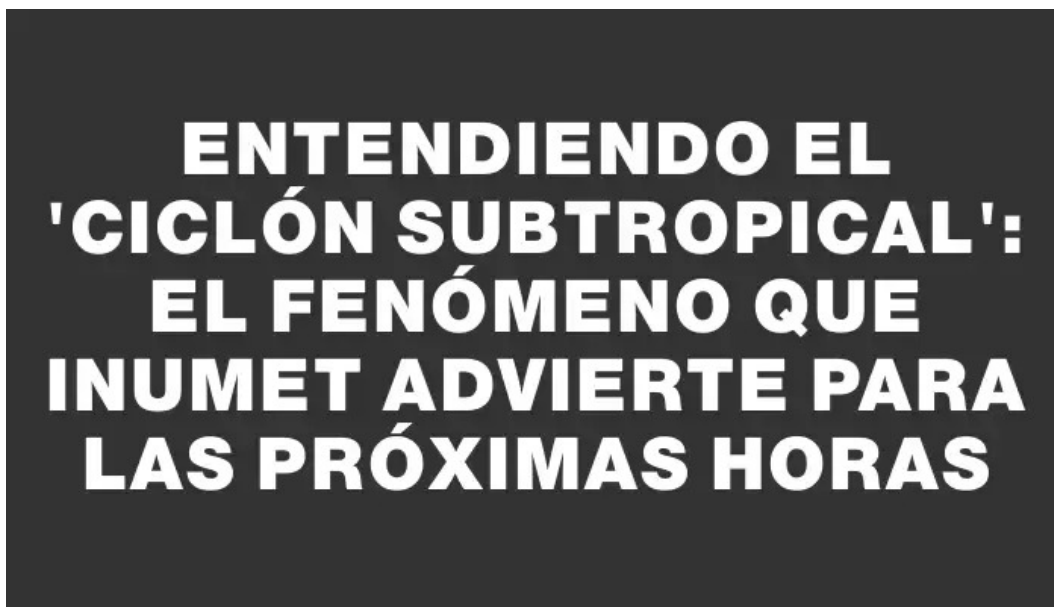 ENTENDIENDO EL
'CICLÓN SUBTROPICAL':
EL FENÓMENO QUE
INUMET ADVIERTE PARA
LAS PRÓXIMAS HORAS